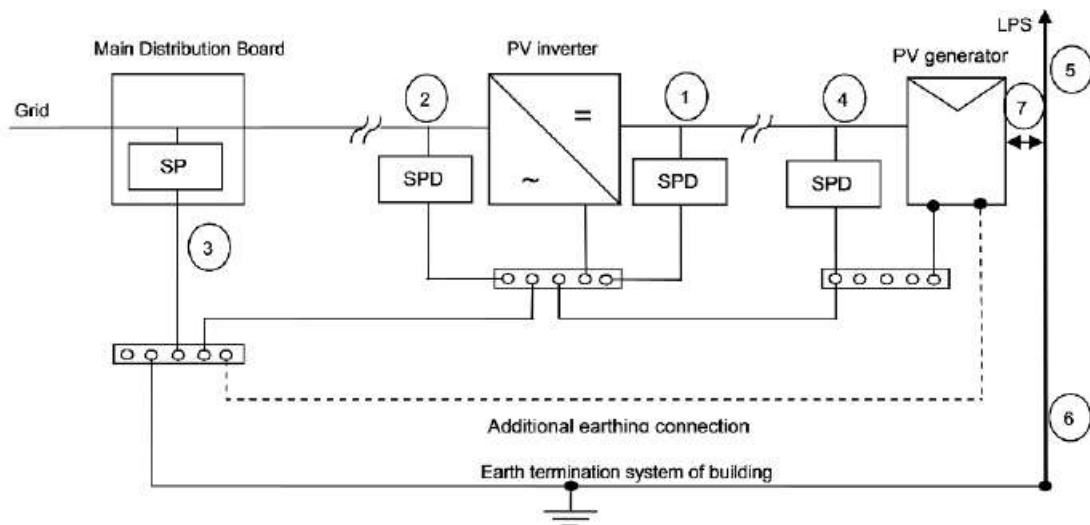 LPS
Main Distribution Board
PV inverter
PV generator
5
2
1
4
7
Grid
=
SP
SPD
~
SPD
SPD
3
Additional earthing connection
6
Earth termination system of building